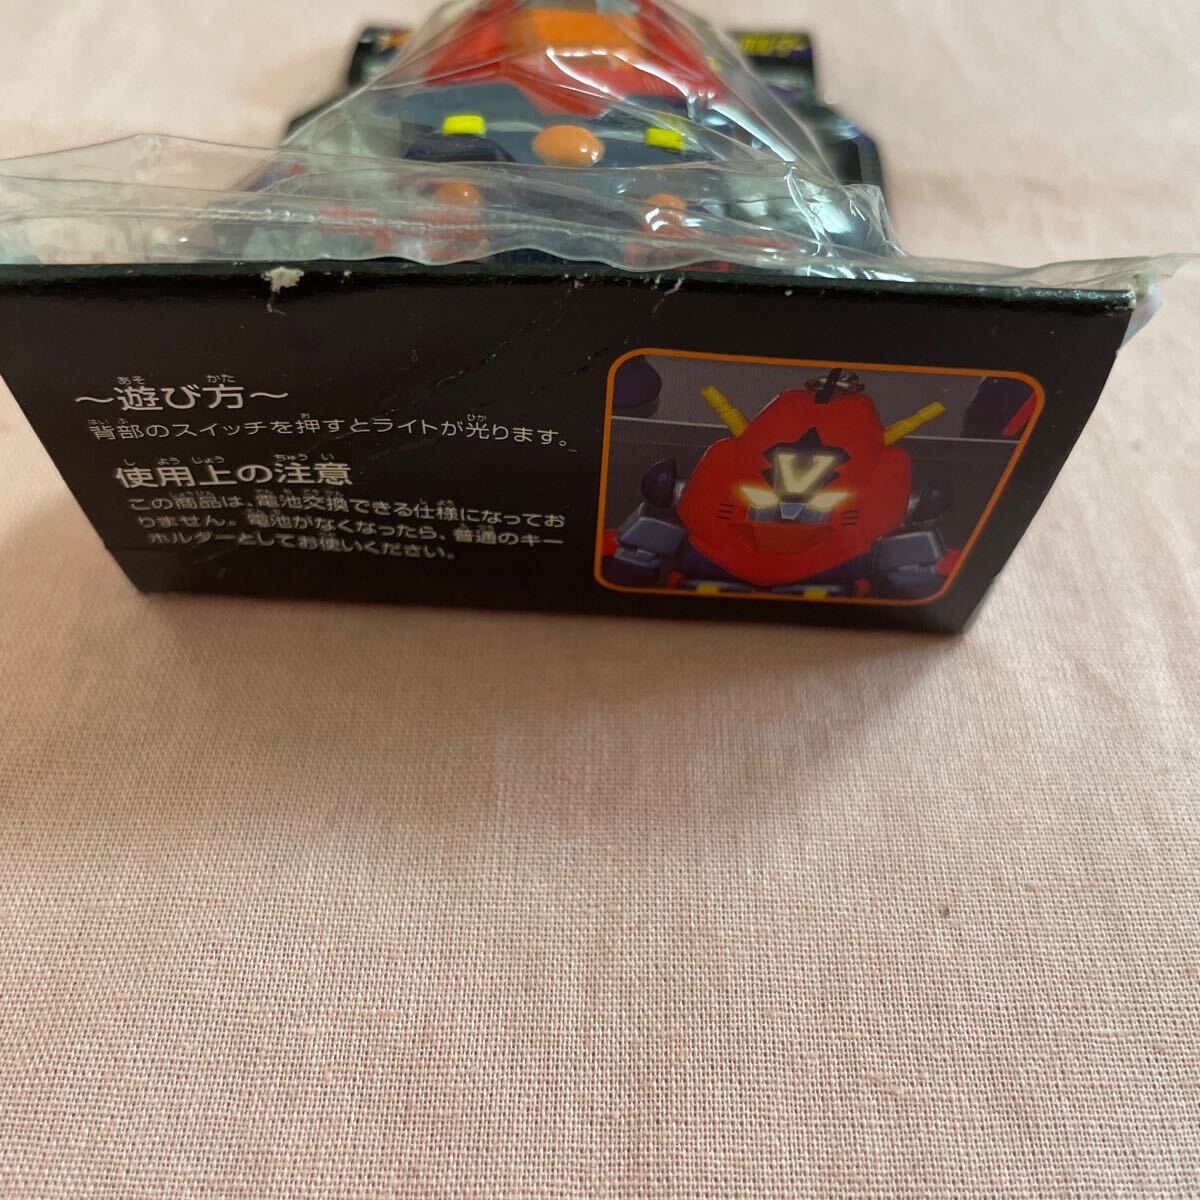 ～遊び方～
背部のスイッチを押すとライトが光ります。
使用上の注意
この商品は、電池交換できる仕様になってお
りません。電池がなくなったら、普通のキー
ホルダーとしてお使いください。
V